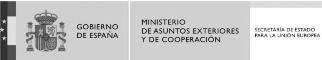 GOBIERNO
DE ESPAÑA
MINISTERIO
DE ASUNTOS EXTERIORES
Y DE COOPERACIÓN
SECRETARÍA DE ESTADO
PARA LA UNIÓN EUROPEA